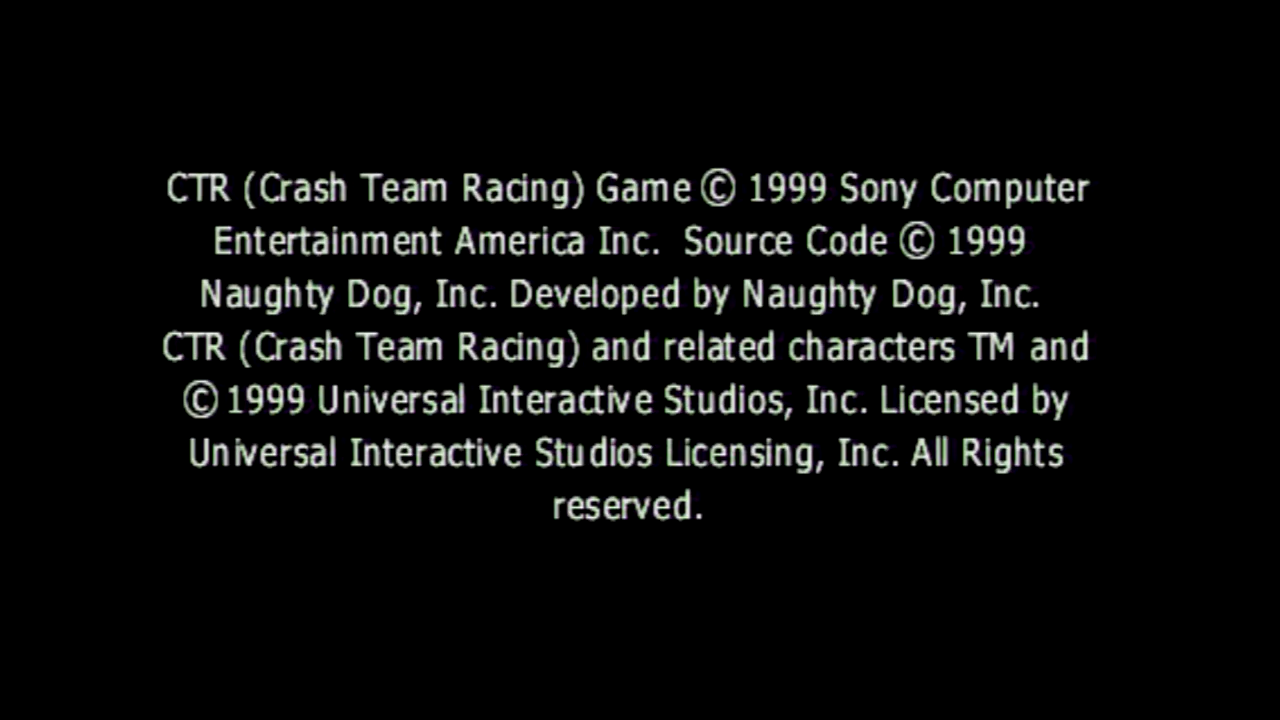 CTR (Crash Team Racing) Game © 1999 Sony Computer
Entertainment America Inc.  Source Code © 1999
Naughty Dog, Inc. Developed by Naughty Dog, Inc.
CTR (Crash Team Racing) and related characters TM and
© 1999 Universal Interactive Studios, Inc. Licensed by
Universal Interactive Studios Licensing, Inc. All Rights
reserved.